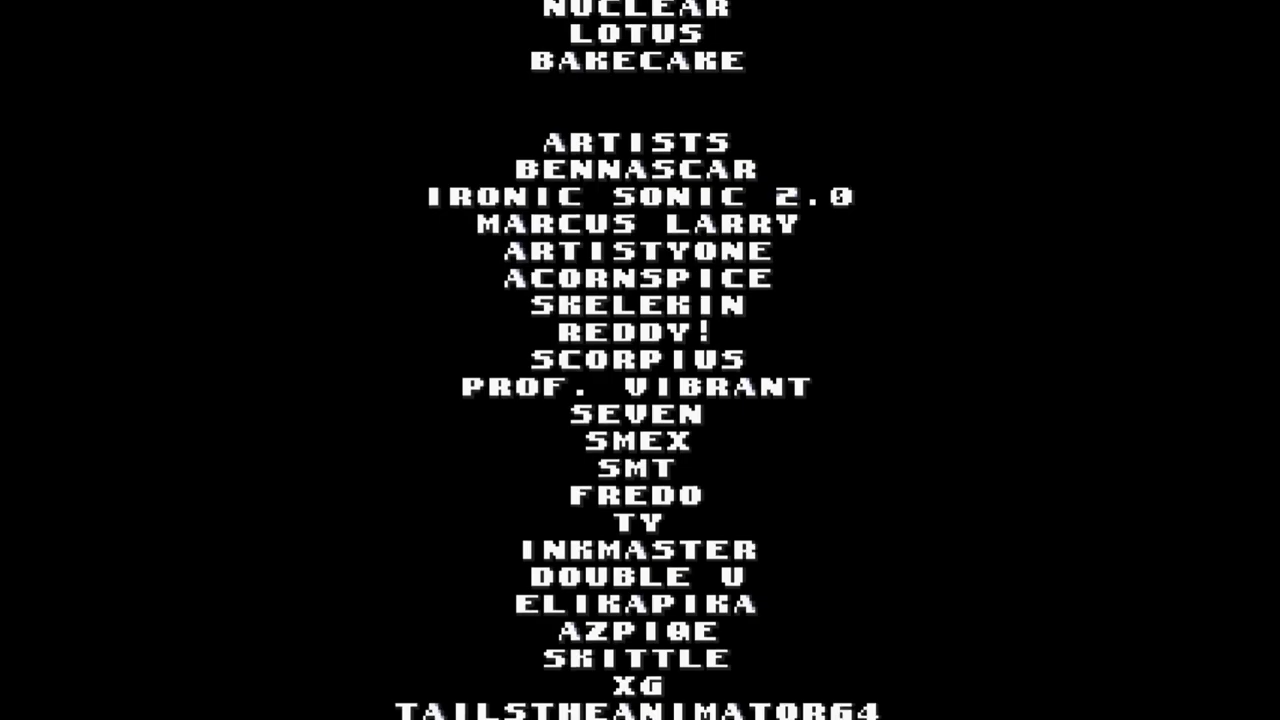 NUCLEAR
LOTUS
BAKECAKE
ARTISTS
BENNASCAR
IRONIC SONIC 2.0
MARCUS LARRY
ARTISTYONE
ACORNSPICE
SKELEKIN
REDDY!
SCORPIUS
PROF. VIBRANT
SEVEN
SMEX
SMT
FREDO
TY
INKMASTER
DOUBLE U
ELIKAPIKA
AZPIQE
SKITTLE
XG
TAILSTHEANIMATOR64